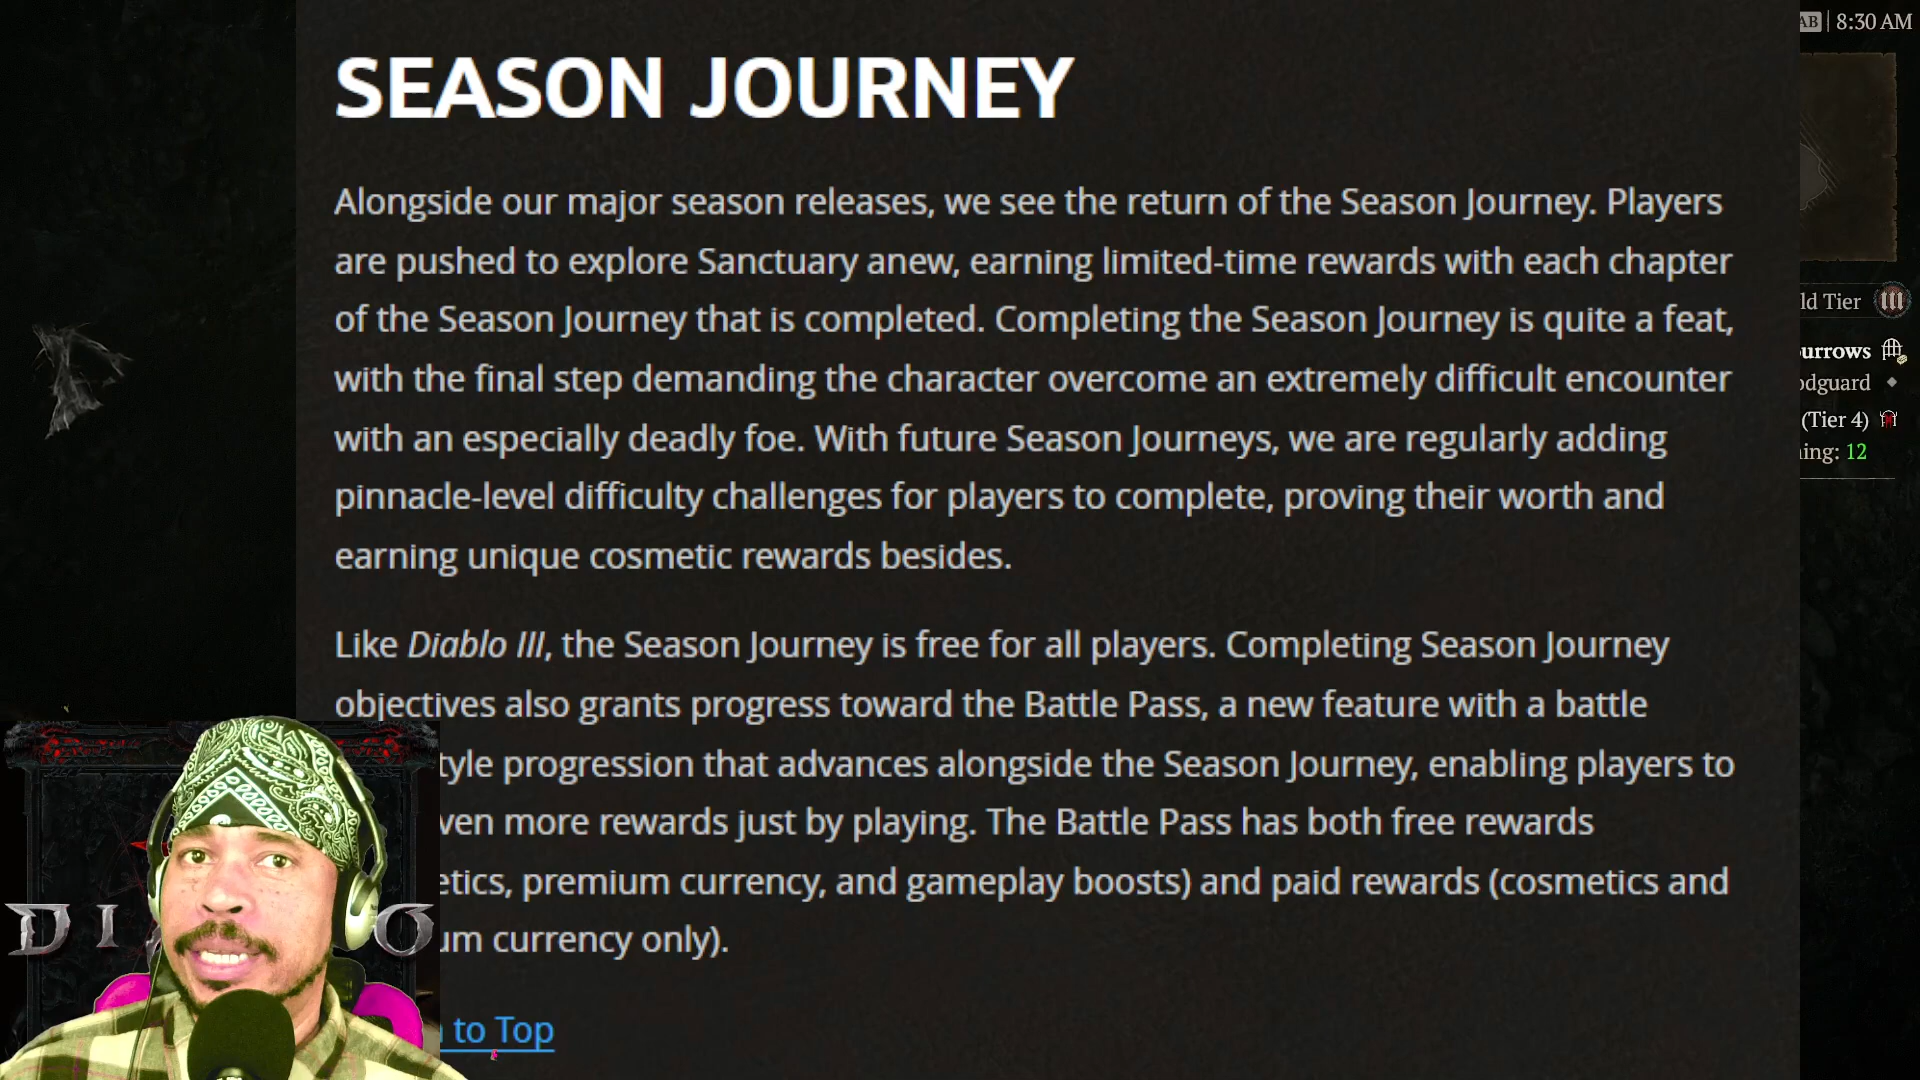 AB | 8:30 AM
SEASON JOURNEY
Alongside our major season releases, we see the return of the Season Journey. Players
are pushed to explore Sanctuary anew, earning limited-time rewards with each chapter
of the Season Journey that is completed. Completing the Season Journey is quite a feat,
with the final step demanding the character overcome an extremely difficult encounter
with an especially deadly foe. With future Season Journeys, we are regularly adding
pinnacle-level difficulty challenges for players to complete, proving their worth and
earning unique cosmetic rewards besides.
Like Diablo III, the Season Journey is free for all players. Completing Season Journey
objectives also grants progress toward the Battle Pass, a new feature with a battle
tyle progression that advances alongside the Season Journey, enabling players to
ven more rewards just by playing. The Battle Pass has both free rewards
etics, premium currency, and gameplay boosts) and paid rewards (cosmetics and
um currency only).
to Top
ld Tier III
urrows
odguard
(Tier 4)
ing: 12
DI O